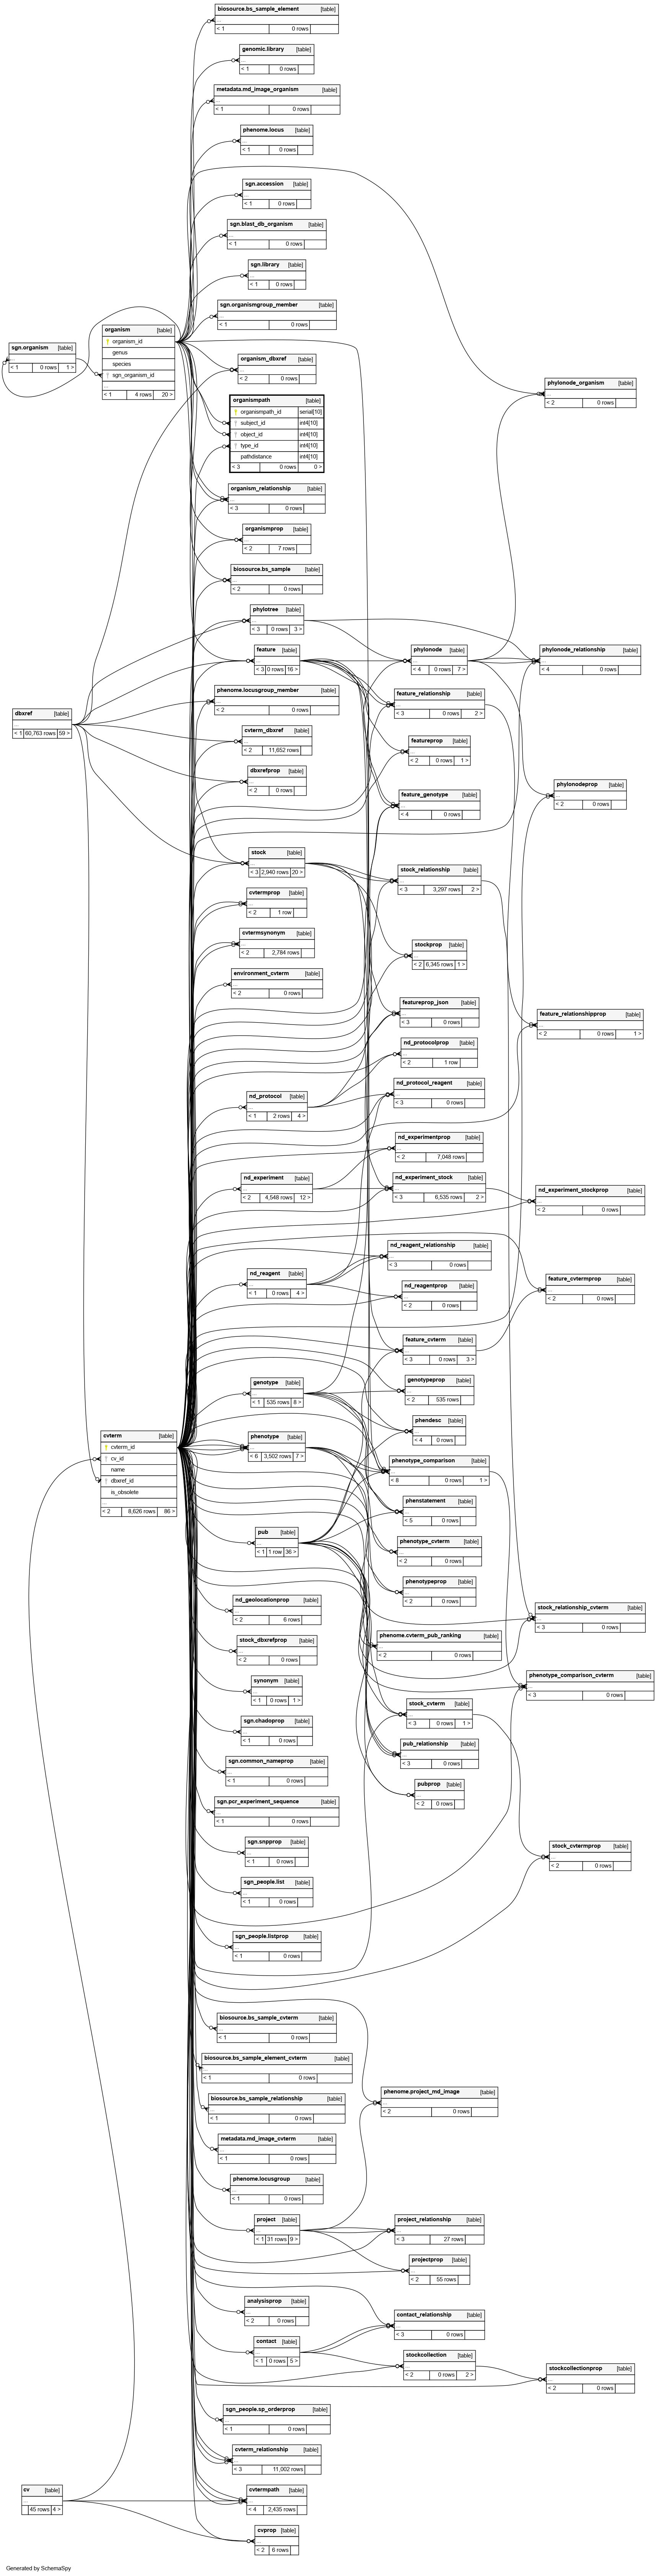 biosource.bs_sample_element [table]
...
< 1 0 rows
genomic.library [table]
...
< 1 0 rows
metadata.md_image_organism [table]
...
< 1 0 rows
phenome.locus [table]
...
< 1 0 rows
sgn.accession [table]
...
< 1 0 rows
sgn.blast_db_organism [table]
...
< 1 0 rows
sgn.library [table]
...
< 1 0 rows
sgn.organismgroup_member [table]
...
< 1 0 rows
organism [table]
organism_id
genus
species
sgn_organism_id
...
< 1 4 rows 20 >
sgn.organism [table]
...
< 1 0 rows 1 >
organism_dbxref [table]
...
< 2 0 rows
phylonode_organism [table]
...
< 2 0 rows
organismpath [table]
organismpath_id serial[10]
subject_id int4[10]
object_id int4[10]
type_id int4[10]
pathdistance int4[10]
< 3 0 rows 0 >
organism_relationship [table]
...
< 3 0 rows
organismprop [table]
...
< 2 7 rows
biosource.bs_sample [table]
...
< 2 0 rows
phylotree [table]
...
< 3 0 rows 3 >
feature [table]
...
< 3 0 rows 16 >
phylonode [table]
...
< 4 0 rows 7 >
phylonode_relationship [table]
...
< 4 0 rows
phenome.locusgroup_member [table]
...
< 2 0 rows
feature_relationship [table]
...
< 3 0 rows 2 >
dbxref [table]
...
< 1 60,763 rows 59 >
cvterm_dbxref [table]
...
< 2 11,652 rows
featureprop [table]
...
< 2 0 rows 1 >
dbxrefprop [table]
...
< 2 0 rows
feature_genotype [table]
...
< 4 0 rows
phylonodeprop [table]
...
< 2 0 rows
stock [table]
...
< 3 2,940 rows 20 >
stock_relationship [table]
...
< 3 3,297 rows 2 >
cvtermprop [table]
...
< 2 1 row
cvtermsynonym [table]
...
< 2 2,784 rows
stockprop [table]
...
< 2 6,345 rows 1 >
environment_cvterm [table]
...
< 2 0 rows
featureprop_json [table]
...
< 3 0 rows
feature_relationshipprop [table]
...
< 2 0 rows 1 >
nd_protocolprop [table]
...
< 2 1 row
nd_protocol [table]
...
< 1 2 rows 4 >
nd_protocol_reagent [table]
...
< 3 0 rows
nd_experimentprop [table]
...
< 2 7,048 rows
nd_experiment [table]
...
< 2 4,548 rows 12 >
nd_experiment_stock [table]
...
< 3 6,535 rows 2 >
nd_experiment_stockprop [table]
...
< 2 0 rows
nd_reagent_relationship [table]
...
< 3 0 rows
nd_reagent [table]
...
< 1 0 rows 4 >
nd_reagentprop [table]
...
< 2 0 rows
feature_cvtermprop [table]
...
< 2 0 rows
feature_cvterm [table]
...
< 3 0 rows 3 >
genotype [table]
...
< 1 535 rows 8 >
genotypeprop [table]
...
< 2 535 rows
phendesc [table]
...
< 4 0 rows
cvterm [table]
cvterm_id
cv_id
name
dbxref_id
is_obsolete
...
< 2 8,626 rows 86 >
phenotype [table]
...
< 6 3,502 rows 7 >
phenotype_comparison [table]
...
< 8 0 rows 1 >
phenstatement [table]
...
< 5 0 rows
pub [table]
...
< 1 1 row 36 >
phenotype_cvterm [table]
...
< 2 0 rows
phenotypeprop [table]
...
< 2 0 rows
nd_geolocationprop [table]
...
< 2 6 rows
stock_relationship_cvterm [table]
...
< 3 0 rows
stock_dbxrefprop [table]
...
< 2 0 rows
phenome.cvterm_pub_ranking [table]
...
< 2 0 rows
synonym [table]
...
< 1 0 rows 1 >
phenotype_comparison_cvterm [table]
...
< 3 0 rows
stock_cvterm [table]
...
< 3 0 rows 1 >
sgn.chadoprop [table]
...
< 1 0 rows
pub_relationship [table]
...
< 3 0 rows
sgn.common_nameprop [table]
...
< 1 0 rows
pubprop [table]
...
< 2 0 rows
sgn.pcr_experiment_sequence [table]
...
< 1 0 rows
sgn.snpprop [table]
...
< 1 0 rows
stock_cvtermprop [table]
...
< 2 0 rows
sgn_people.list [table]
...
< 1 0 rows
sgn_people.listprop [table]
...
< 1 0 rows
biosource.bs_sample_cvterm [table]
...
< 1 0 rows
biosource.bs_sample_element_cvterm [table]
...
< 1 0 rows
biosource.bs_sample_relationship [table]
...
< 1 0 rows
phenome.project_md_image [table]
...
< 2 0 rows
metadata.md_image_cvterm [table]
...
< 1 0 rows
phenome.locusgroup [table]
...
< 1 0 rows
project [table]
...
< 1 31 rows 9 >
project_relationship [table]
...
< 3 27 rows
projectprop [table]
...
< 2 55 rows
analysisprop [table]
...
< 2 0 rows
contact_relationship [table]
...
< 3 0 rows
contact [table]
...
< 1 0 rows 5 >
stockcollection [table]
...
< 2 0 rows 2 >
stockcollectionprop [table]
...
< 2 0 rows
sgn_people.sp_orderprop [table]
...
< 1 0 rows
cvterm_relationship [table]
...
< 3 11,002 rows
cv [table]
...
45 rows 4 >
cvtermpath [table]
...
< 4 2,435 rows
cvprop [table]
...
< 2 6 rows
Generated by SchemaSpy